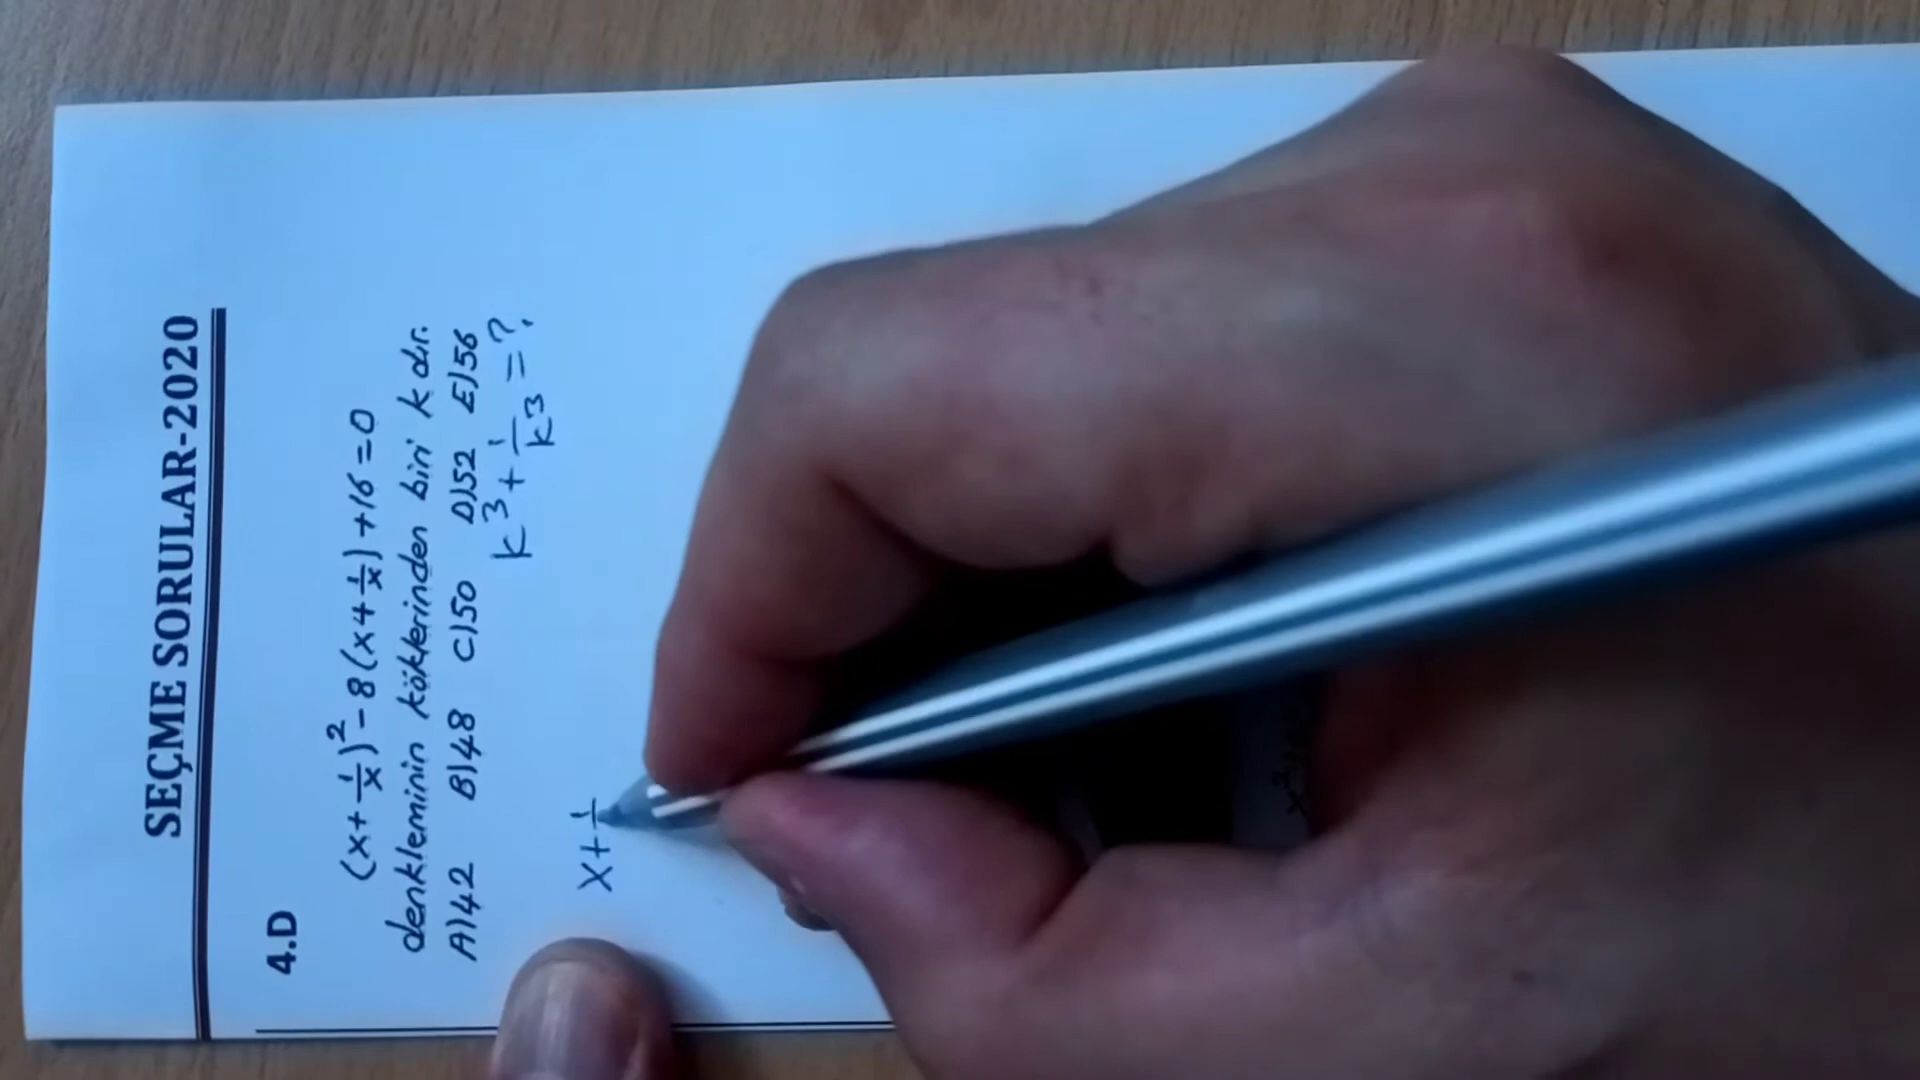 SEÇME SORULAR-2020
4.D
(x+1/x)²-8(x+1/x)+16=0
denkleminin köklerinden biri k dır.
A)42 B)48 C)50 D)52 E)56
k³+1/k³=?
x+1